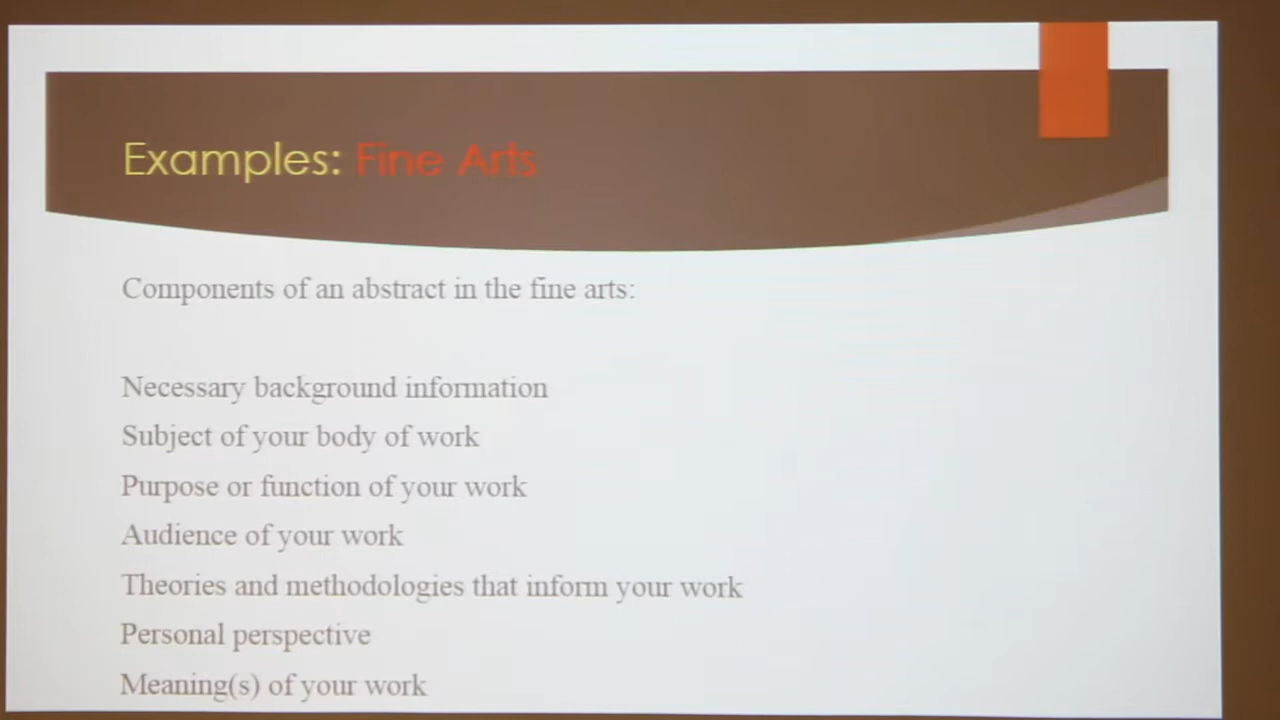 Examples: Fine Arts
Components of an abstract in the fine arts:
Necessary background information
Subject of your body of work
Purpose or function of your work
Audience of your work
Theories and methodologies that inform your work
Personal perspective
Meaning(s) of your work